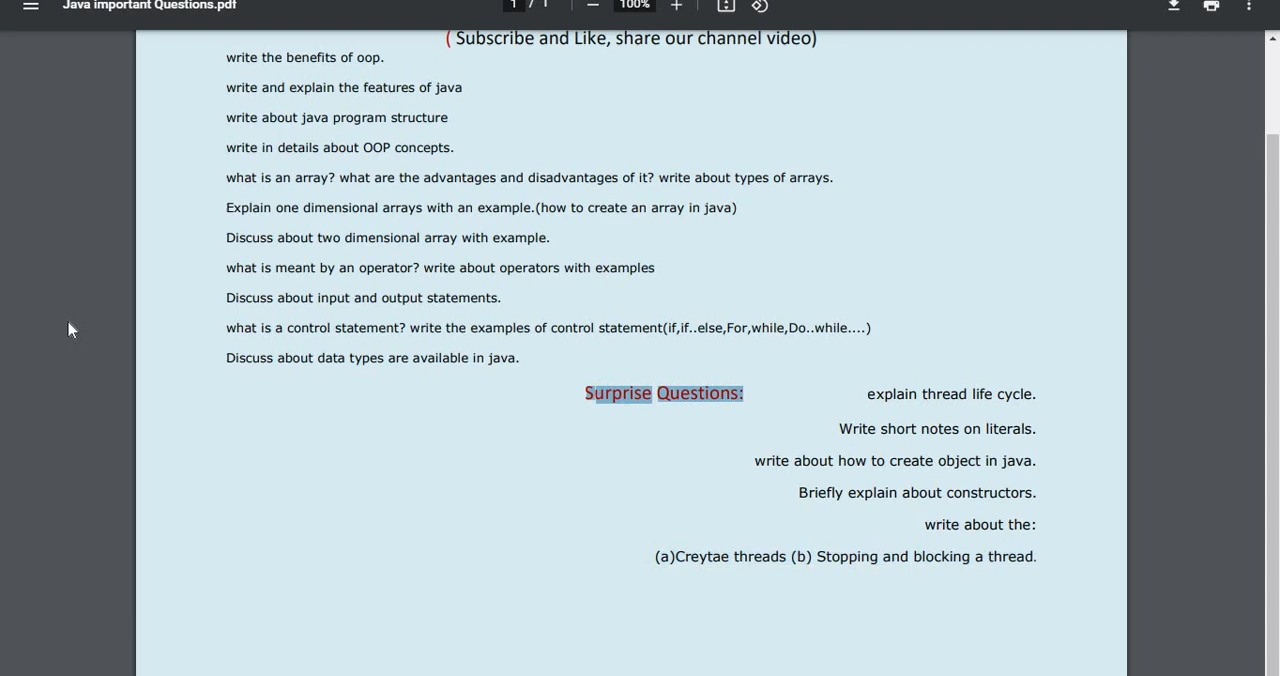 Java important Questions.pdf
1 / 1
100%
( Subscribe and Like, share our channel video)
write the benefits of oop.
write and explain the features of java
write about java program structure
write in details about OOP concepts.
what is an array? what are the advantages and disadvantages of it? write about types of arrays.
Explain one dimensional arrays with an example.(how to create an array in java)
Discuss about two dimensional array with example.
what is meant by an operator? write about operators with examples
Discuss about input and output statements.
what is a control statement? write the examples of control statement(if,if..else,For,while,Do..while....)
Discuss about data types are available in java.
Surprise Questions: explain thread life cycle.
Write short notes on literals.
write about how to create object in java.
Briefly explain about constructors.
write about the:
(a)Creytae threads (b) Stopping and blocking a thread.